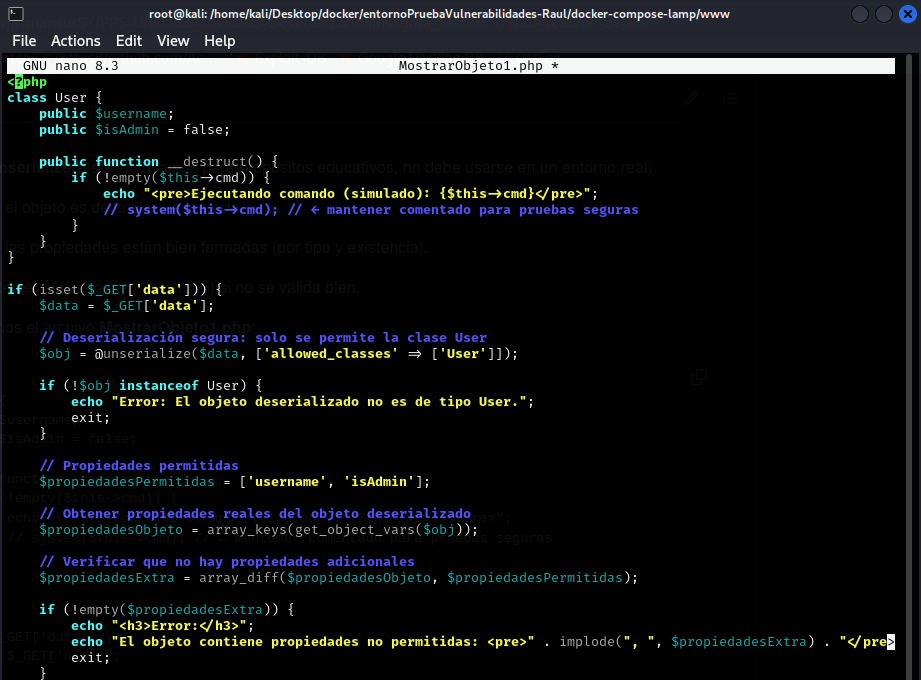 root@kali: /home/kali/Desktop/docker/entornoPruebaVulnerabilidades-Raul/docker-compose-lamp/www
File Actions Edit View Help
GNU nano 8.3 MostrarObjeto1.php *
<?php
class User {
    public $username;
    public $isAdmin = false;

    public function __destruct() {
        if (!empty($this->cmd)) {
            echo "<pre>Ejecutando comando (simulado): {$this->cmd}</pre>";
            // system($this->cmd); // ← mantener comentado para pruebas seguras
        }
    }
}

if (isset($_GET['data'])) {
    $data = $_GET['data'];

    // Deserialización segura: solo se permite la clase User
    $obj = @unserialize($data, ['allowed_classes' => ['User']]);

    if (!$obj instanceof User) {
        echo "Error: El objeto deserializado no es de tipo User.";
        exit;
    }

    // Propiedades permitidas
    $propiedadesPermitidas = ['username', 'isAdmin'];

    // Obtener propiedades reales del objeto deserializado
    $propiedadesObjeto = array_keys(get_object_vars($obj));

    // Verificar que no hay propiedades adicionales
    $propiedadesExtra = array_diff($propiedadesObjeto, $propiedadesPermitidas);

    if (!empty($propiedadesExtra)) {
        echo "<h3>Error:</h3>";
        echo "El objeto contiene propiedades no permitidas: <pre>" . implode(", ", $propiedadesExtra) . "</pre>
        exit;
    }